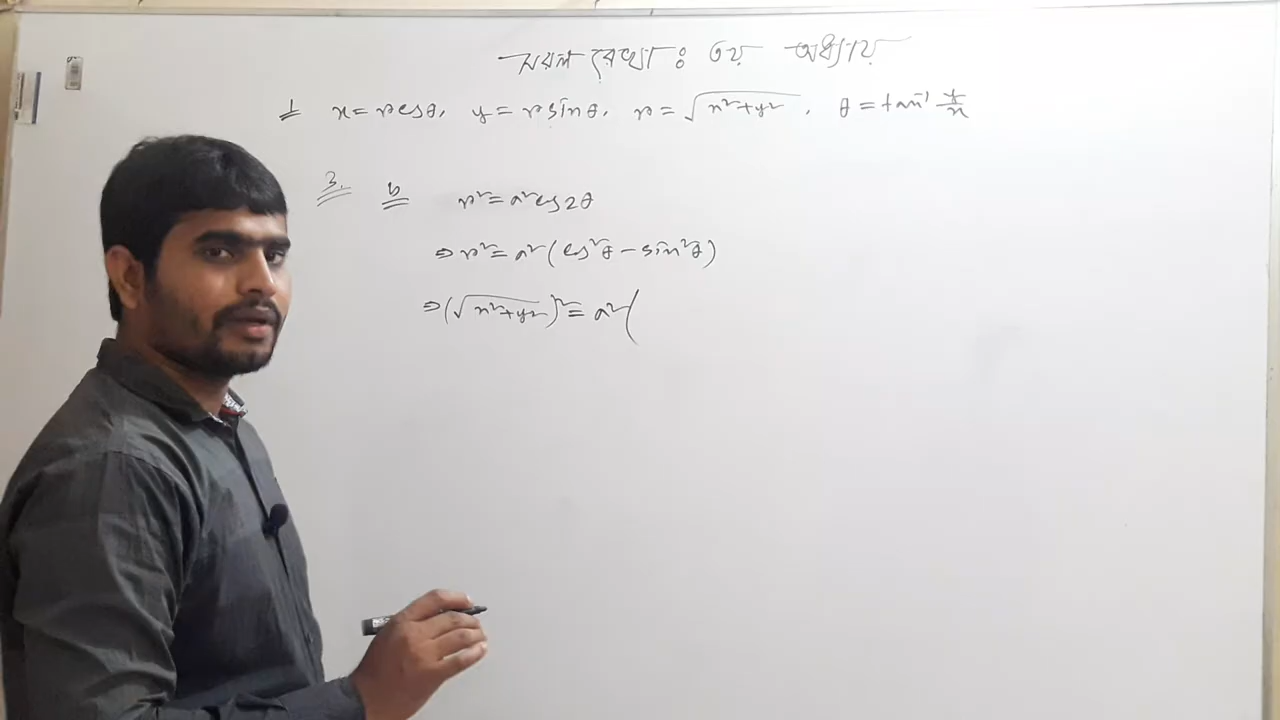 সরল রেখা : ৩য় অধ্যায়
1 x = r cosθ, y = r sinθ, r = √(x²+y²), θ = tan⁻¹ y/x
3. b r² = a² cos2θ
⇒ r² = a² (cos²θ − sin²θ)
⇒ (√(x²+y²))² = a² (